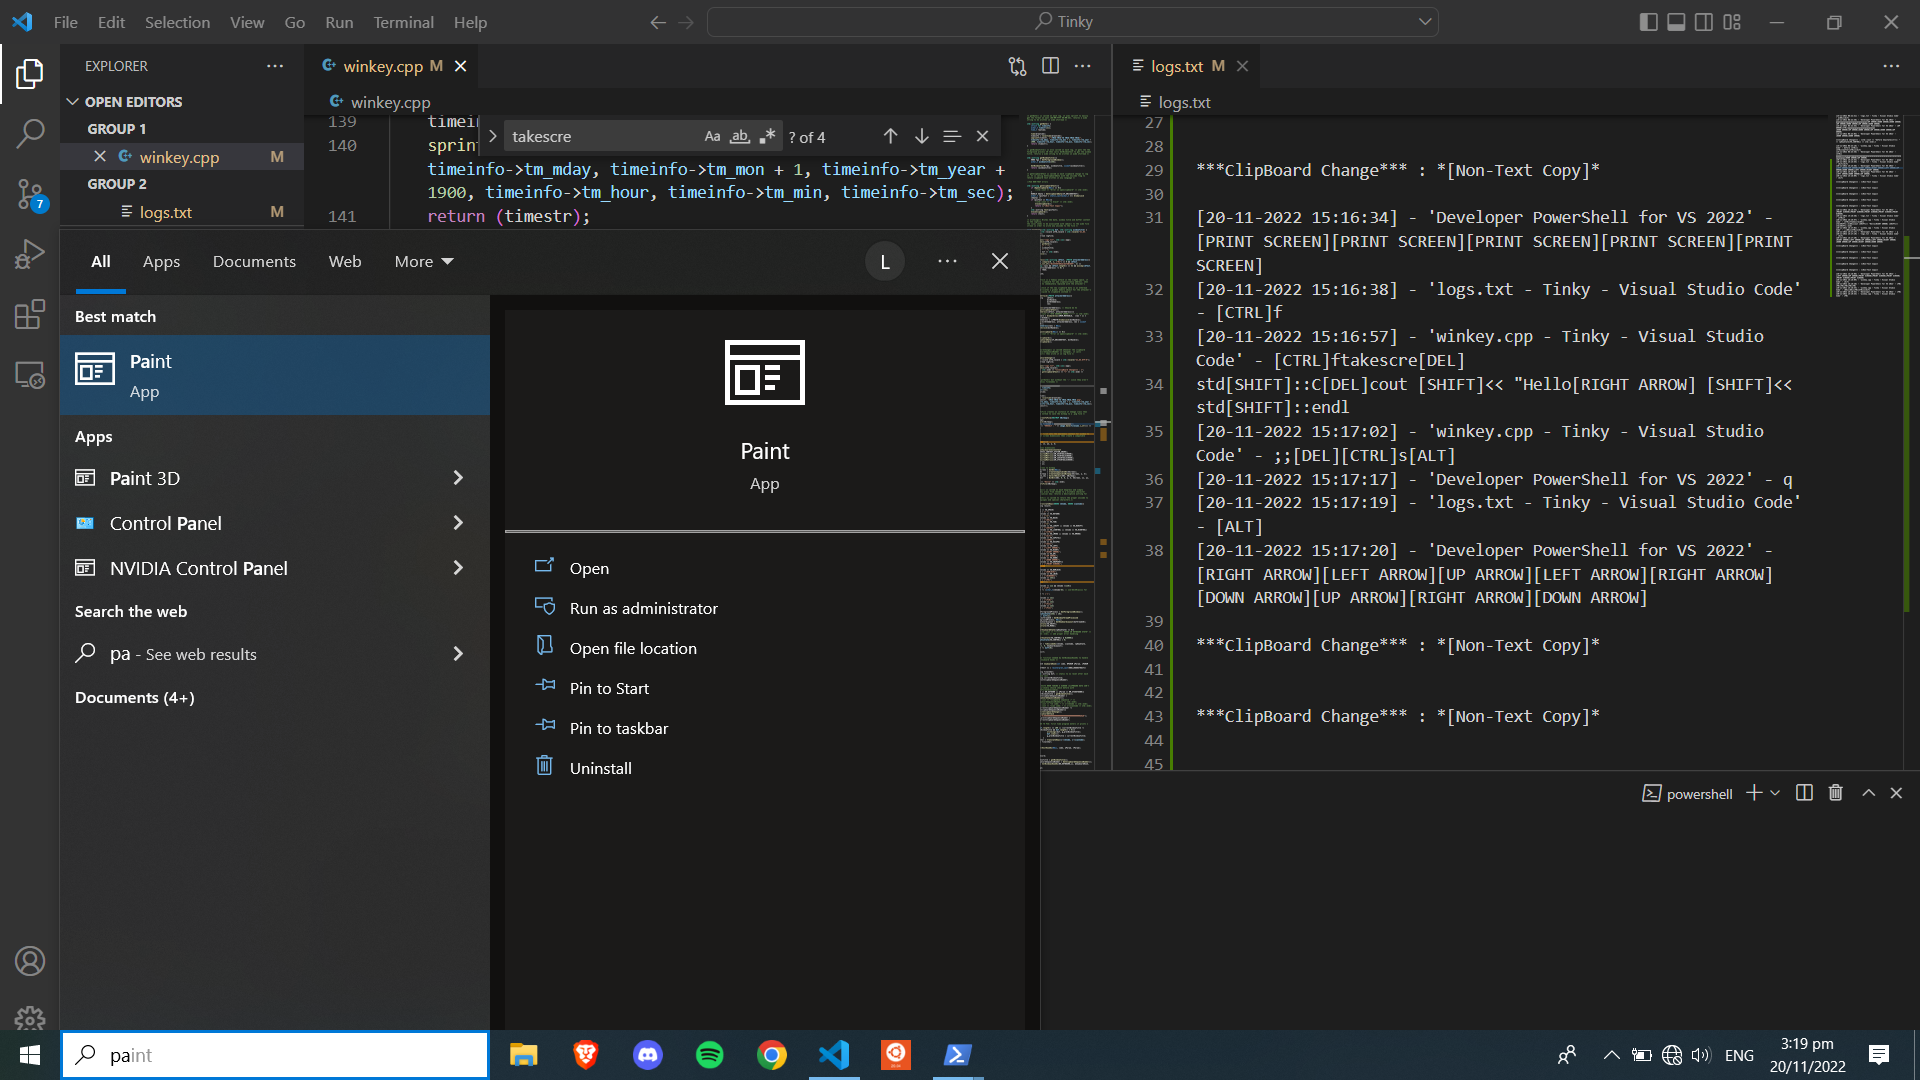 File Edit Selection View Go Run Terminal Help
Tinky
EXPLORER
OPEN EDITORS
GROUP 1
winkey.cpp M
GROUP 2
logs.txt M
7
winkey.cpp M
winkey.cpp
takescre
Aa ab ? of 4
139
140
timeinfo->tm_mday, timeinfo->tm_mon + 1, timeinfo->tm_year +
1900, timeinfo->tm_hour, timeinfo->tm_min, timeinfo->tm_sec);
141 return (timestr);
logs.txt M
logs.txt
27
28
29 ***ClipBoard Change*** : *[Non-Text Copy]*
30
31 [20-11-2022 15:16:34] - 'Developer PowerShell for VS 2022' -
[PRINT SCREEN][PRINT SCREEN][PRINT SCREEN][PRINT SCREEN][PRINT
SCREEN]
32 [20-11-2022 15:16:38] - 'logs.txt - Tinky - Visual Studio Code'
- [CTRL]f
33 [20-11-2022 15:16:57] - 'winkey.cpp - Tinky - Visual Studio
Code' - [CTRL]ftakescre[DEL]
34 std[SHIFT]::C[DEL]cout [SHIFT]<< "Hello[RIGHT ARROW] [SHIFT]<<
std[SHIFT]::endl
35 [20-11-2022 15:17:02] - 'winkey.cpp - Tinky - Visual Studio
Code' - ;;[DEL][CTRL]s[ALT]
36 [20-11-2022 15:17:17] - 'Developer PowerShell for VS 2022' - q
37 [20-11-2022 15:17:19] - 'logs.txt - Tinky - Visual Studio Code'
- [ALT]
38 [20-11-2022 15:17:20] - 'Developer PowerShell for VS 2022' -
[RIGHT ARROW][LEFT ARROW][UP ARROW][LEFT ARROW][RIGHT ARROW]
[DOWN ARROW][UP ARROW][RIGHT ARROW][DOWN ARROW]
39
40 ***ClipBoard Change*** : *[Non-Text Copy]*
41
42
43 ***ClipBoard Change*** : *[Non-Text Copy]*
44
45
powershell
All Apps Documents Web More
L
Best match
Paint
App
Apps
Paint 3D
Control Panel
NVIDIA Control Panel
Search the web
pa - See web results
Documents (4+)
Paint
App
Open
Run as administrator
Open file location
Pin to Start
Pin to taskbar
Uninstall
paint
ENG
3:19 pm
20/11/2022